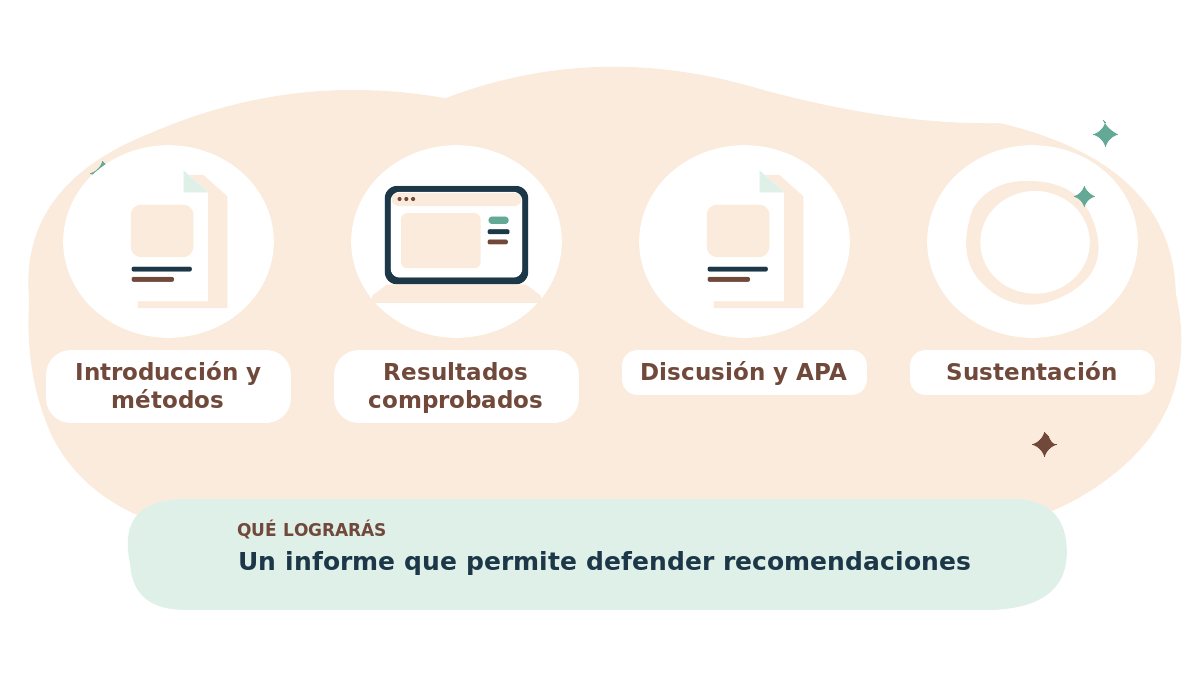 Introducción y
métodos
Resultados
comprobados
Discusión y APA
Sustentación
QUÉ LOGRARÁS
Un informe que permite defender recomendaciones